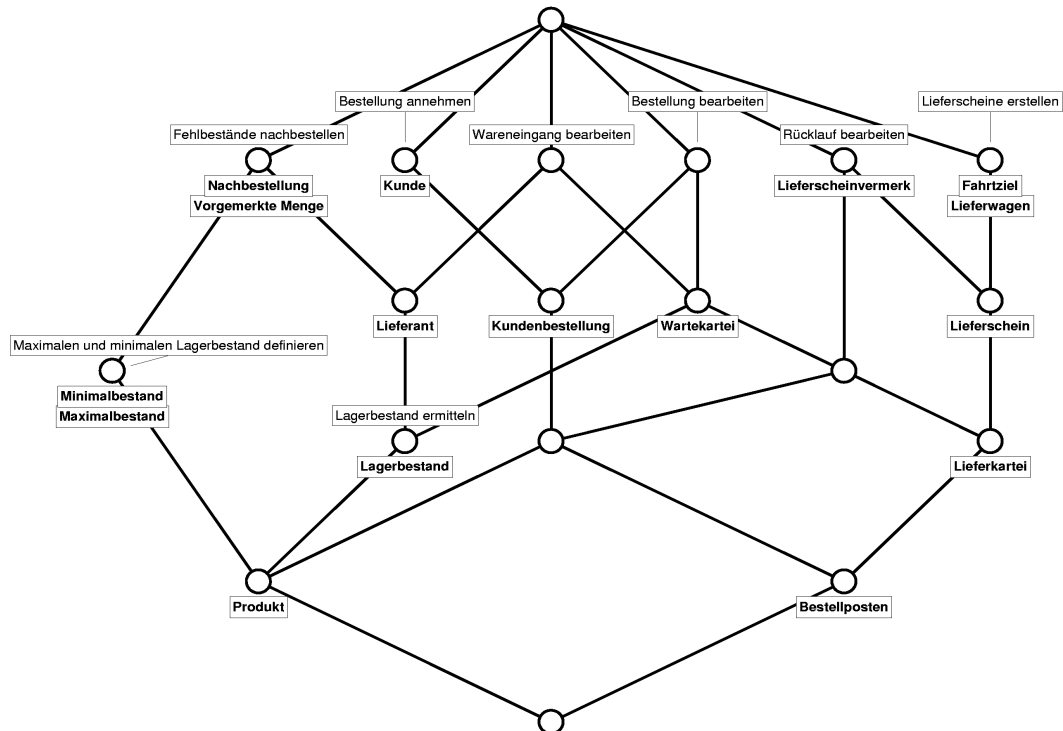 Bestellung annehmen
Bestellung bearbeiten
Lieferscheine erstellen
Fehlbestände nachbestellen
Wareneingang bearbeiten
Rücklauf bearbeiten
Nachbestellung
Kunde
Lieferscheinvermerk
Fahrtziel
Vorgemerkte Menge
Lieferwagen
Lieferant
Kundenbestellung
Wartekartei
Lieferschein
Maximalen und minimalen Lagerbestand definieren
Minimalbestand
Maximalbestand
Lagerbestand ermitteln
Lagerbestand
Lieferkartei
Produkt
Bestellposten